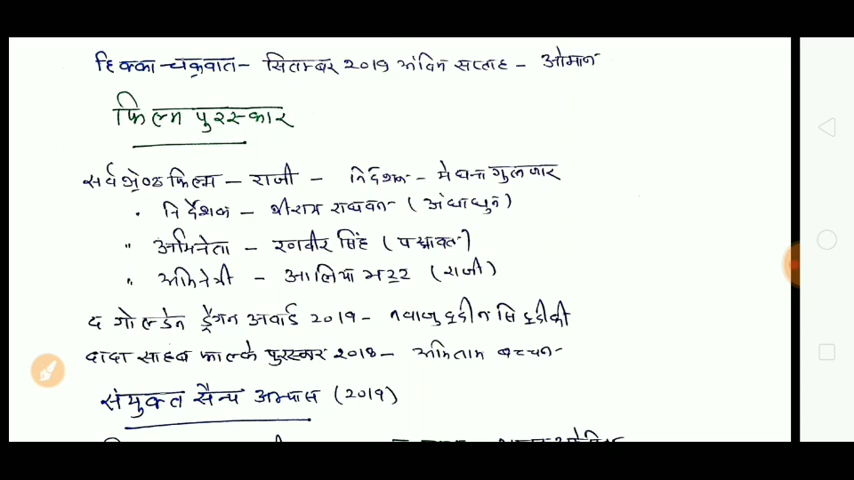 हिक्का-चक्रवात- सितम्बर 2019 अंतिम सप्ताह - ओमान
फिल्म पुरस्कार
सर्वश्रेष्ठ फिल्म - राजी - निर्देशक - मेघना गुलजार
" निर्देशक - श्रीराम राघवन (अंधाधुन)
" अभिनेता - रणवीर सिंह (पद्मावत)
" अभिनेत्री - आलिया भट्ट (राजी)
द गोल्डेन ड्रैगन अवार्ड 2019- नवाजुद्दीन सिद्दीकी
दादा साहब फाल्के पुरस्कार 2018- अमिताभ बच्चन
संयुक्त सैन्य अभ्यास (2019)